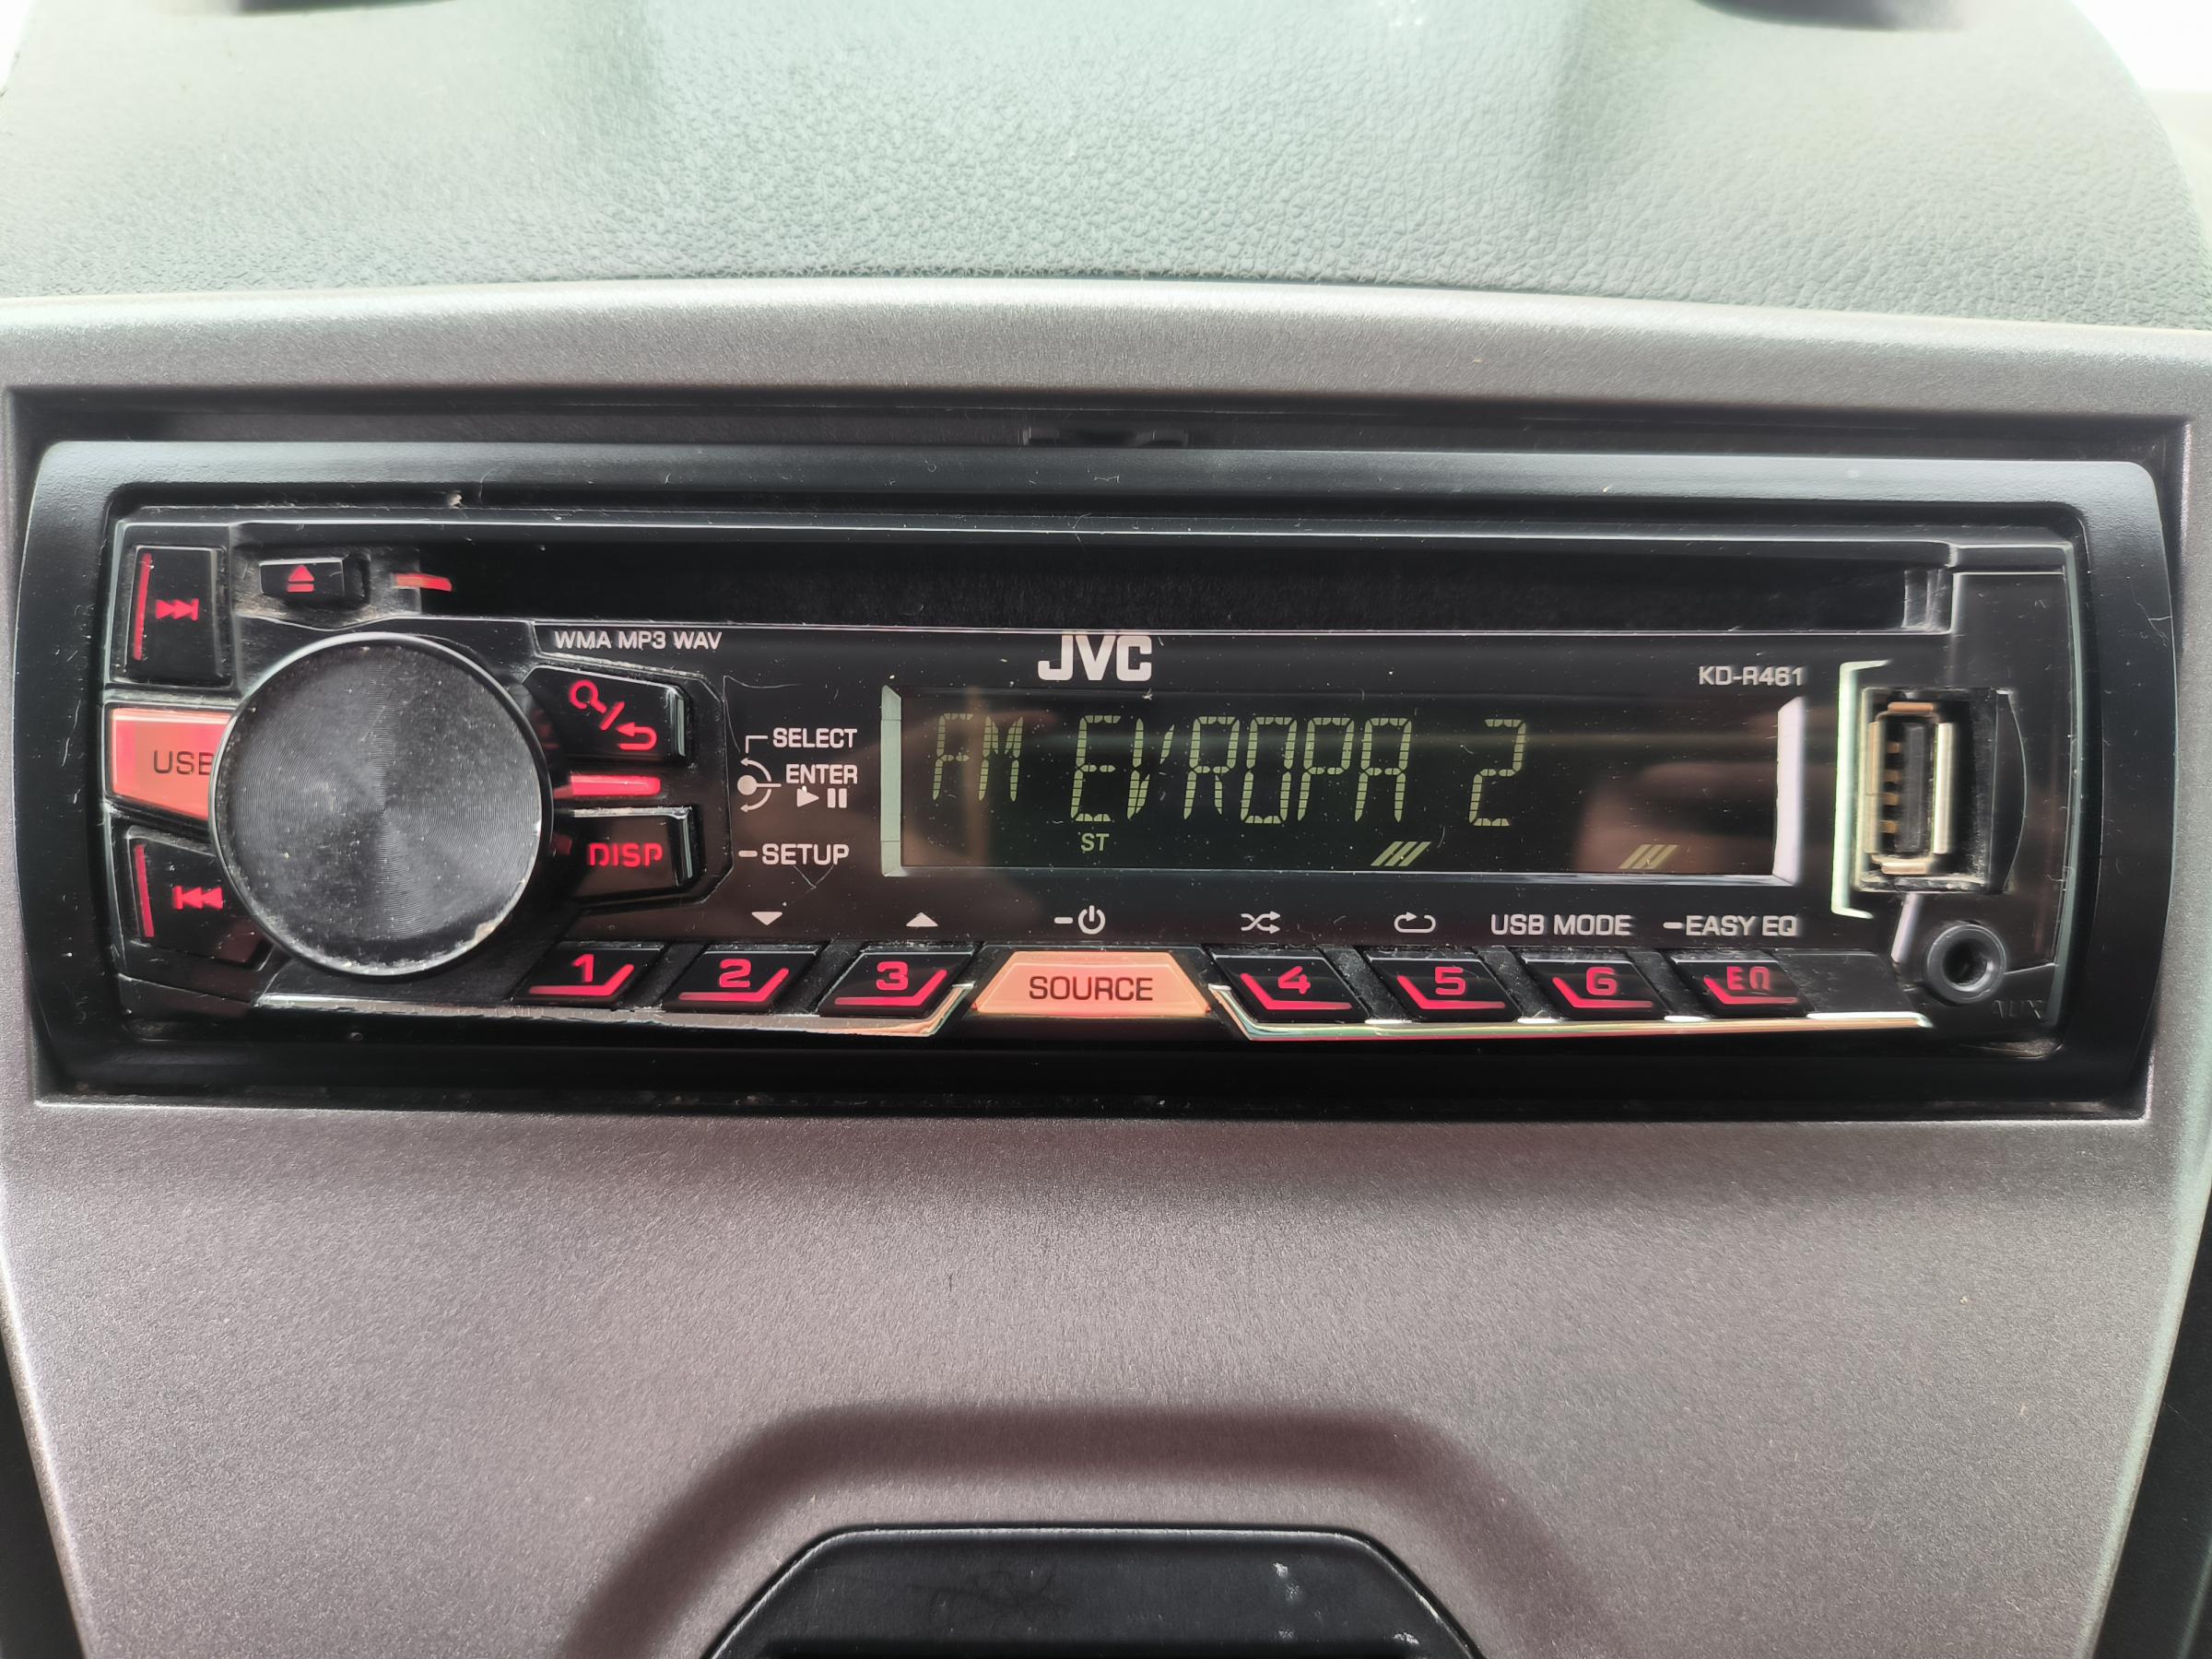 WMA MP3 WAV
JVC
KD-R461
USB
SELECT
ENTER
DISP
SETUP
FM EVROPA 2
ST
USB MODE
EASY EQ
1
2
3
SOURCE
4
5
6
EQ
AUX